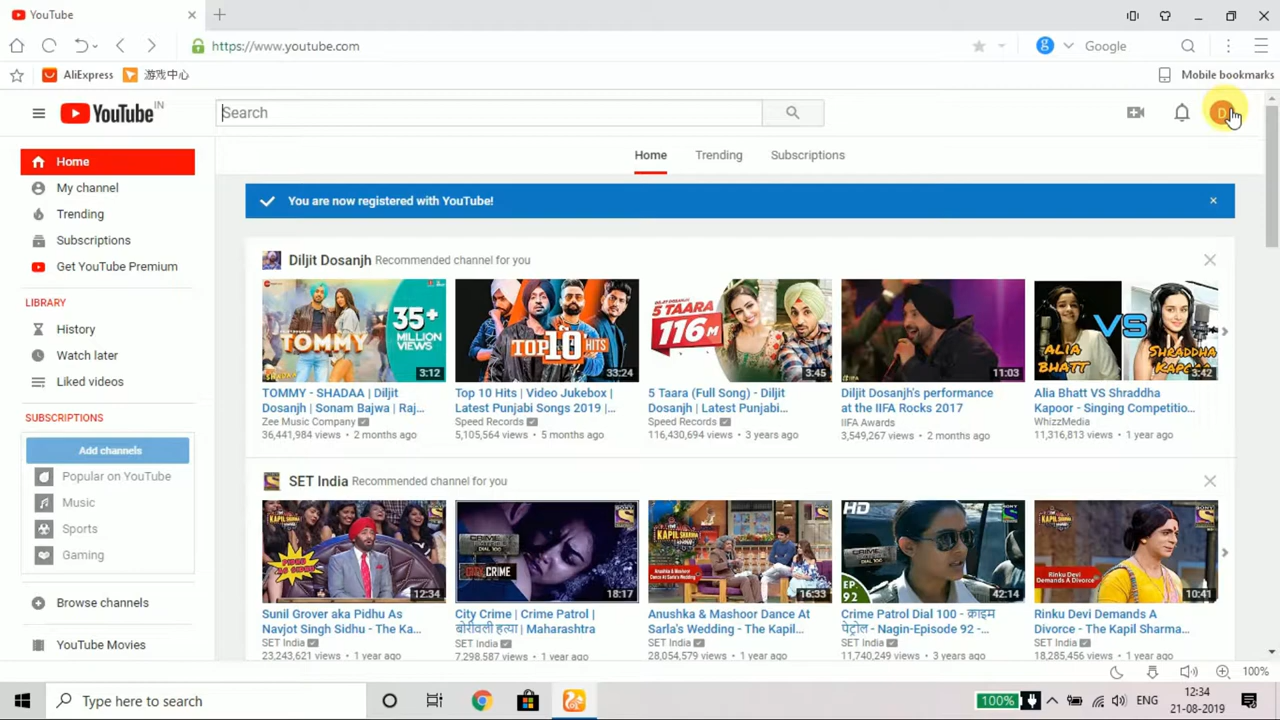 YouTube
https://www.youtube.com
Google
AliExpress
游戏中心
Mobile bookmarks
YouTube IN
Search
D
Home
Trending
Subscriptions
You are now registered with YouTube!
Home
My channel
Trending
Subscriptions
Get YouTube Premium
LIBRARY
History
Watch later
Liked videos
SUBSCRIPTIONS
Add channels
Popular on YouTube
Music
Sports
Gaming
Browse channels
YouTube Movies
Diljit Dosanjh Recommended channel for you
TOMMY
35+
MILLION
VIEWS
3:12
TOMMY - SHADAA | Diljit
Dosanjh | Sonam Bajwa | Raj...
Zee Music Company
36,441,984 views • 2 months ago
TOP 10 HITS
33:24
Top 10 Hits | Video Jukebox |
Latest Punjabi Songs 2019 |...
Speed Records
5,105,564 views • 5 months ago
5 TAARA
116M
3:45
5 Taara (Full Song) - Diljit
Dosanjh | Latest Punjabi...
Speed Records
116,430,694 views • 3 years ago
IIFA
11:03
Diljit Dosanjh's performance
at the IIFA Rocks 2017
IIFA Awards
3,549,267 views • 2 months ago
VS
ALIA
BHATT
SHRADDHA
KAPOOR
3:42
Alia Bhatt VS Shraddha
Kapoor - Singing Competitio...
WhizzMedia
11,316,813 views • 1 year ago
SET India Recommended channel for you
PIDHU AS
SIDHU
12:34
Sunil Grover aka Pidhu As
Navjot Singh Sidhu - The Ka...
SET India
23,243,621 views • 1 year ago
CITY CRIME
18:17
City Crime | Crime Patrol |
बोरीवली हत्या | Maharashtra
SET India
7,298,587 views • 1 year ago
16:33
Anushka & Mashoor Dance At
Sarla's Wedding - The Kapil...
SET India
28,054,579 views • 1 year ago
HD
EP.
92
42:14
Crime Patrol Dial 100 - क्राइम
पेट्रोल - Nagin-Episode 92 -...
SET India
11,740,249 views • 3 years ago
10:41
Rinku Devi Demands A
Divorce - The Kapil Sharma...
SET India
18,285,456 views • 1 year ago
100%
Type here to search
100%
ENG
12:34
21-08-2019